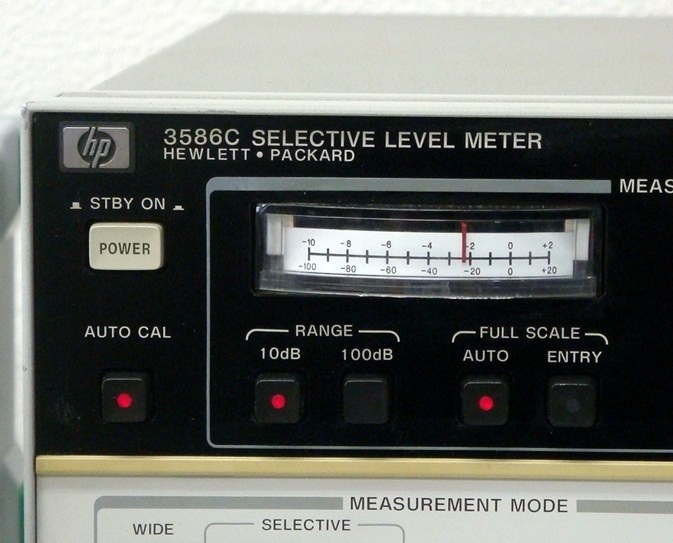 hp
3586C SELECTIVE LEVEL METER
HEWLETT • PACKARD
STBY ON
MEAS
POWER
-10 -8 -6 -4 -2 0 +2
-100 -80 -60 -40 -20 0 +20
AUTO CAL
RANGE
FULL SCALE
10dB 100dB
AUTO ENTRY
MEASUREMENT MODE
WIDE
SELECTIVE